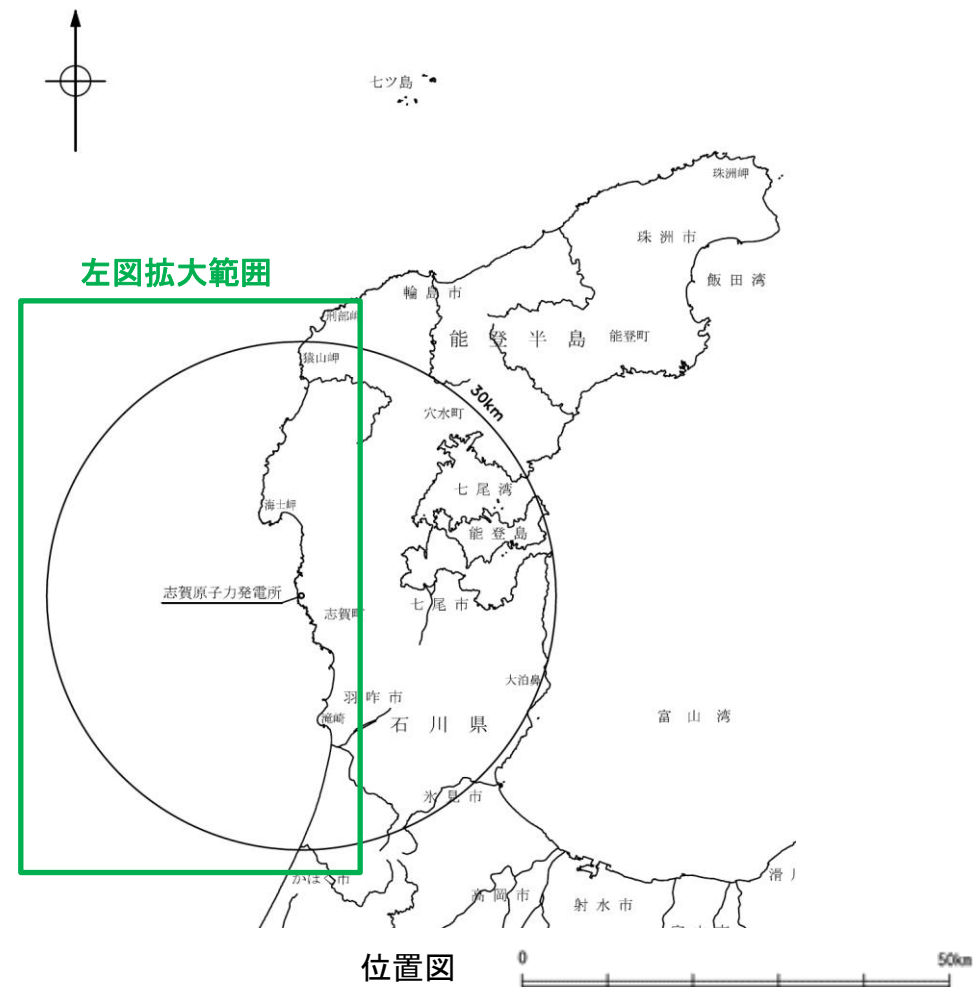 七ツ島
珠洲岬
珠洲市
飯田湾
左図拡大範囲
輪島市
刑部岬
能登半島
能登町
猿山岬
30km
穴水町
七尾湾
海士岬
能登島
志賀原子力発電所
七尾市
志賀町
大泊鼻
羽咋市
滝崎
石川県
富山湾
氷見市
かほく市
滑川
高岡市
射水市
位置図
0
50km